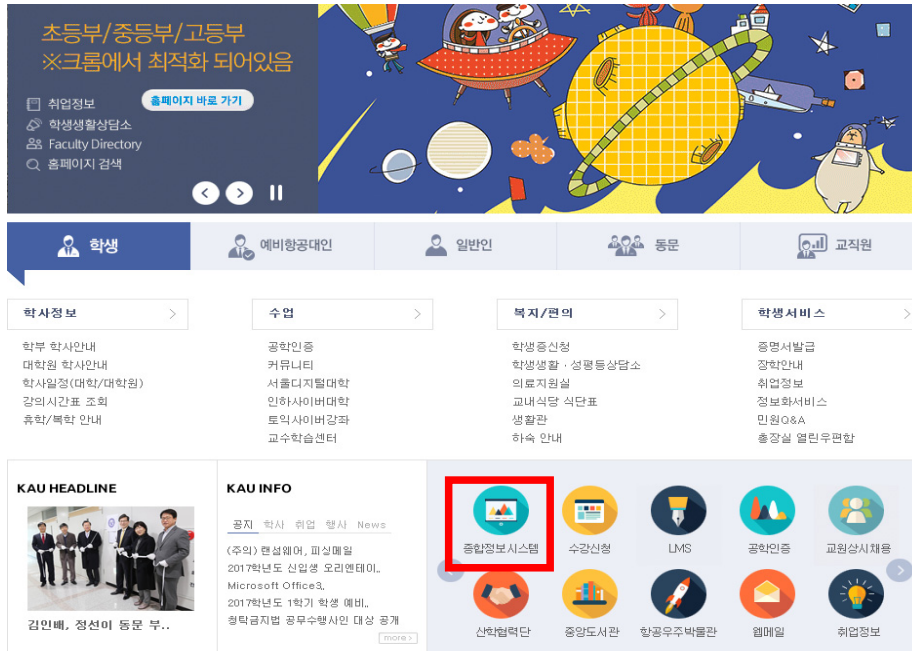 초등부/중등부/고등부
※크롬에서 최적화 되어있음
취업정보
홈페이지 바로 가기
학생생활상담소
Faculty Directory
홈페이지 검색
학생
예비항공대인
일반인
동문
교직원
학사정보
수업
복지/편의
학생서비스
학부 학사안내
대학원 학사안내
학사일정(대학/대학원)
강의시간표 조회
휴학/복학 안내
공학인증
커뮤니티
서울디지털대학
인하사이버대학
토익사이버강좌
교수학습센터
학생증신청
학생생활 · 성평등상담소
의료지원실
교내식당 식단표
생활관
하숙 안내
증명서발급
장학안내
취업정보
정보화서비스
민원Q&A
총장실 열린우편함
KAU HEADLINE
김인배, 정선이 동문 부..
KAU INFO
공지 학사 취업 행사 News
(주의) 랜섬웨어, 피싱메일
2017학년도 신입생 오리엔테이..
Microsoft Office3..
2017학년도 1학기 학생 예비..
청탁금지법 공무수행사인 대상 공개
more >
종합정보시스템
수강신청
LMS
공학인증
교원상시채용
산학협력단
중앙도서관
항공우주박물관
웹메일
취업정보